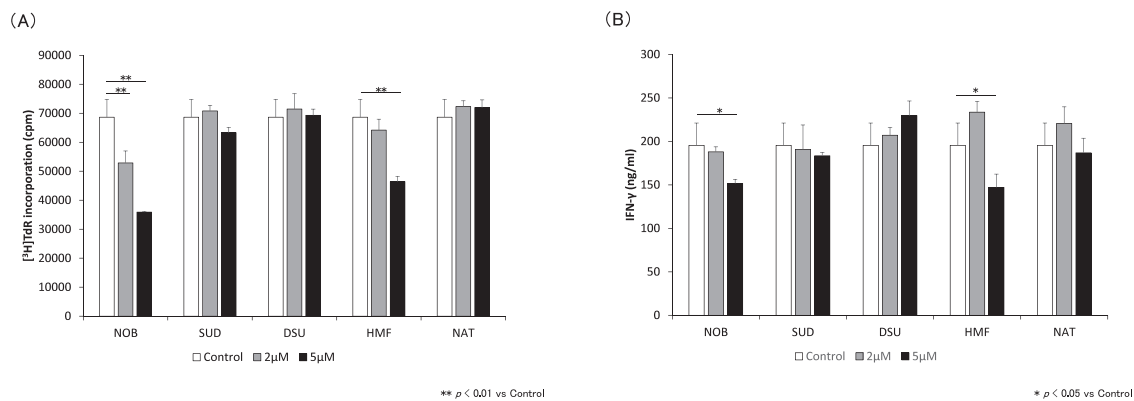 (A)
90000
80000
70000
60000
50000
40000
30000
20000
10000
0
[³H]TdR incorporation (cpm)
**
**
**
NOB SUD DSU HMF NAT
Control 2μM 5μM
** p < 0.01 vs Control
(B)
300
250
200
150
100
50
0
IFN-γ (ng/ml)
*
*
NOB SUD DSU HMF NAT
Control 2μM 5μM
* p < 0.05 vs Control